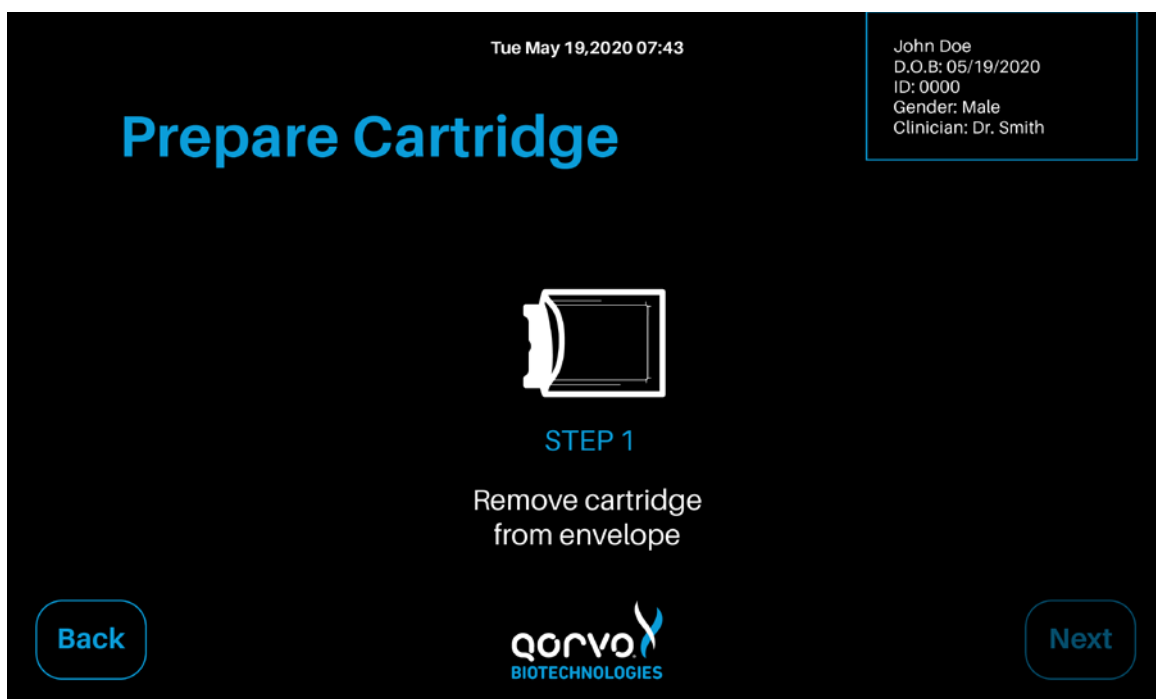 Tue May 19,2020 07:43
John Doe
D.O.B: 05/19/2020
ID: 0000
Gender: Male
Clinician: Dr. Smith
Prepare Cartridge
STEP 1
Remove cartridge
from envelope
Back
QORVO
BIOTECHNOLOGIES
Next